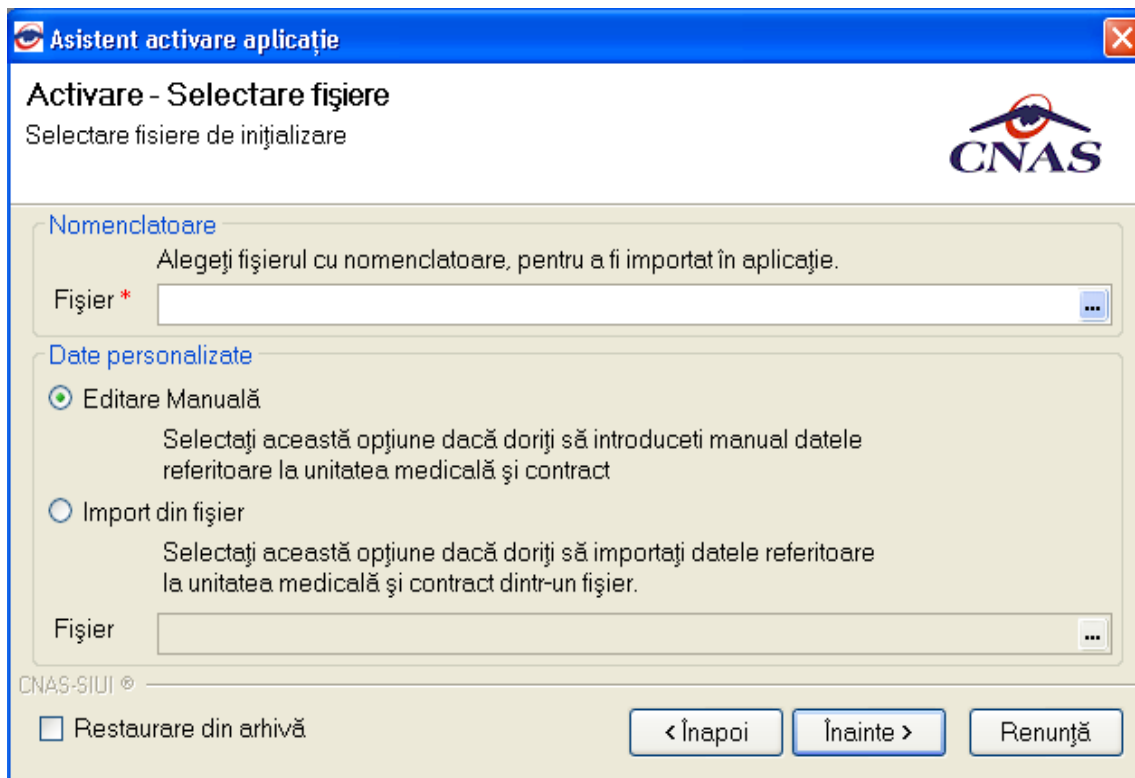 Asistent activare aplicație
Activare - Selectare fişiere
Selectare fisiere de iniţializare
CNAS
Nomenclatoare
Alegeţi fişierul cu nomenclatoare, pentru a fi importat în aplicaţie.
Fişier *
...
Date personalizate
Editare Manuală
Selectaţi această opţiune dacă doriţi să introduceti manual datele
referitoare la unitatea medicală şi contract
Import din fişier
Selectaţi această opţiune dacă doriţi să importaţi datele referitoare
la unitatea medicală şi contract dintr-un fişier.
Fişier
...
CNAS-SIUI ®
Restaurare din arhivă
< Înapoi
Înainte >
Renunţă